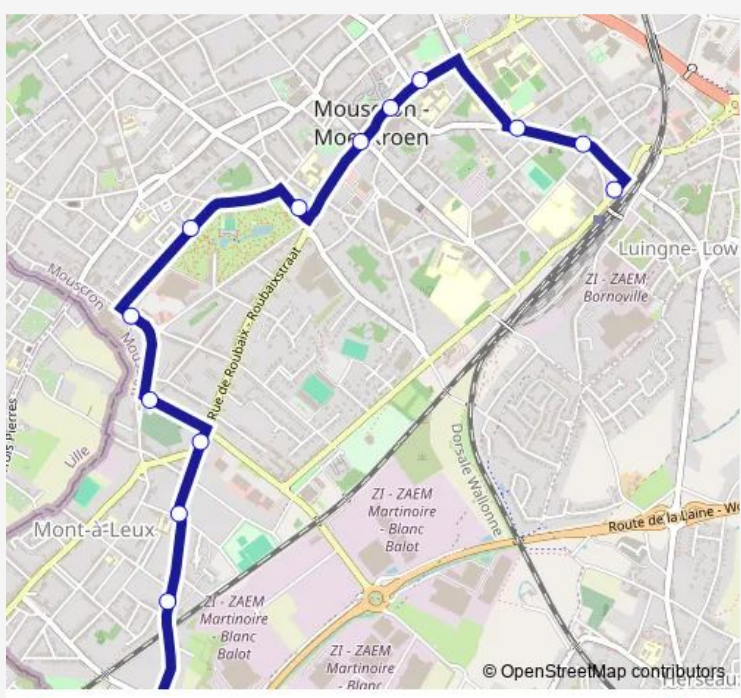 Mouscron -
Moeskroen
Luingne- Low
ZI - ZAEM
Bornoville
Mouscron
Rue de Roubaix - Roubaixstraat
Lille
Mont-à-Leux
Dorsale Wallonne
ZI - ZAEM
Martinoire
- Blanc
Balot
Route de la Laine - Wo
ZI - ZAEM
Martinoire
- Blanc
Balot
ZI - ZAEM
Martinoire
- Blanc
© OpenStreetMap contributors
Herseaux